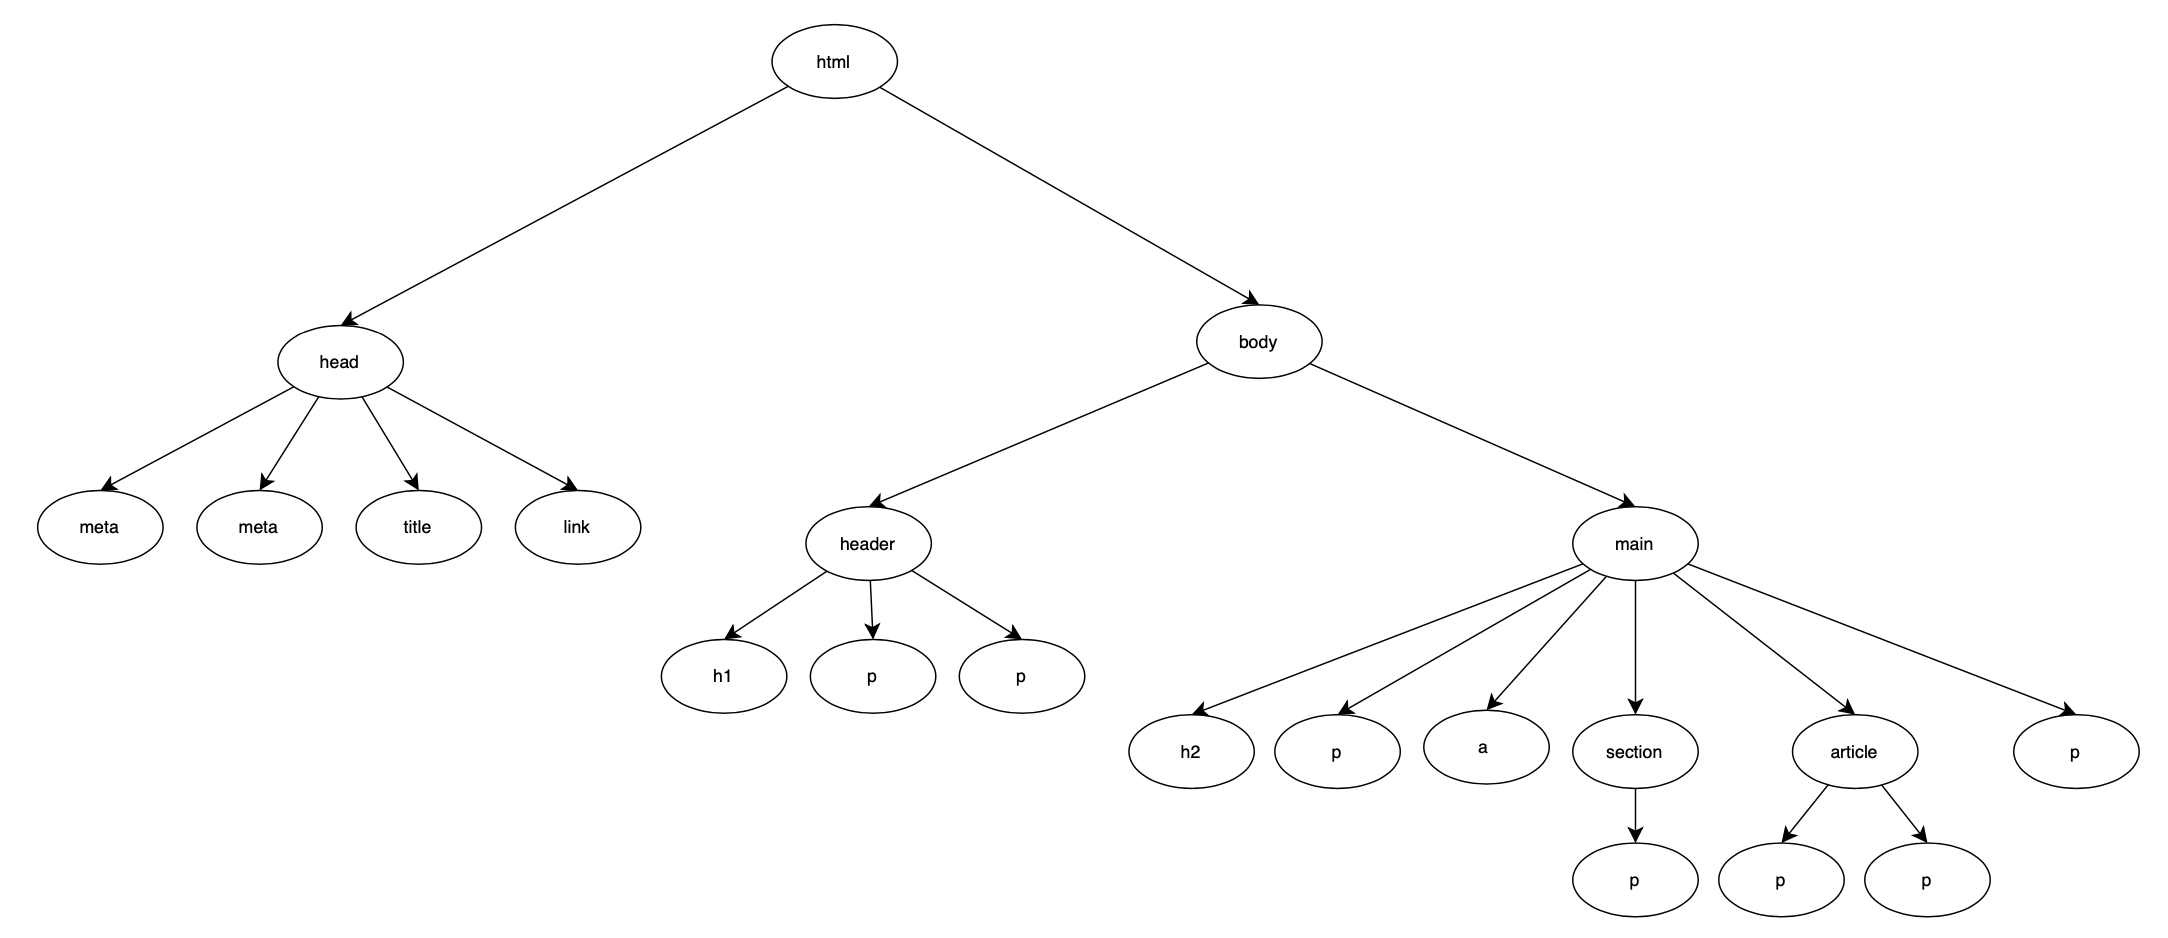 html
head
body
meta
meta
title
link
header
main
h1
p
p
h2
p
a
section
article
p
p
p
p